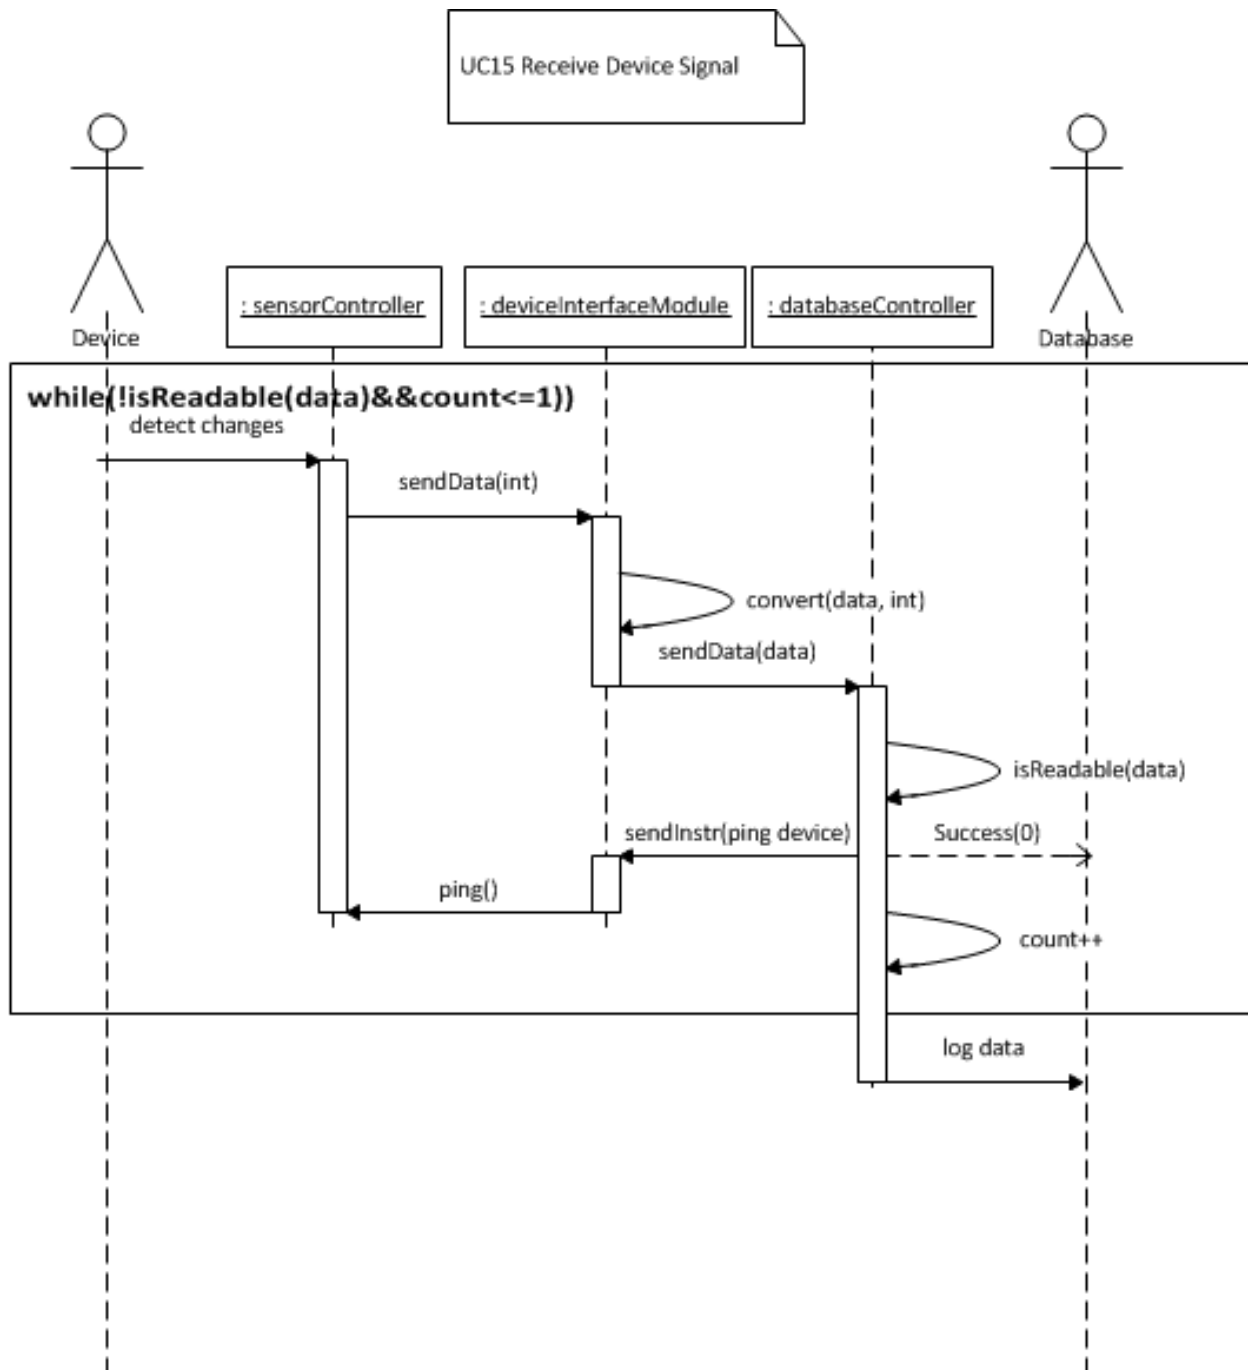 UC15 Receive Device Signal
: sensorController
: deviceInterfaceModule
: databaseController
Device
Database
while(!isReadable(data)&&count<=1))
detect changes
sendData(int)
convert(data, int)
sendData(data)
isReadable(data)
sendInstr(ping device)
Success(0)
ping()
count++
log data